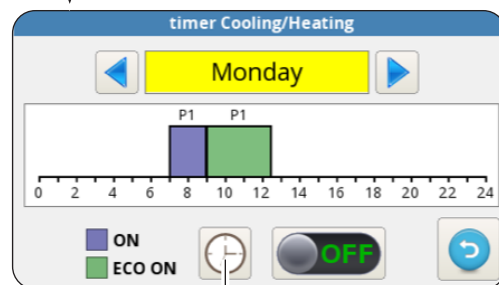 timer Cooling/Heating
Monday
P1 P1
0 2 4 6 8 10 12 14 16 18 20 22 24
ON
ECO ON
OFF